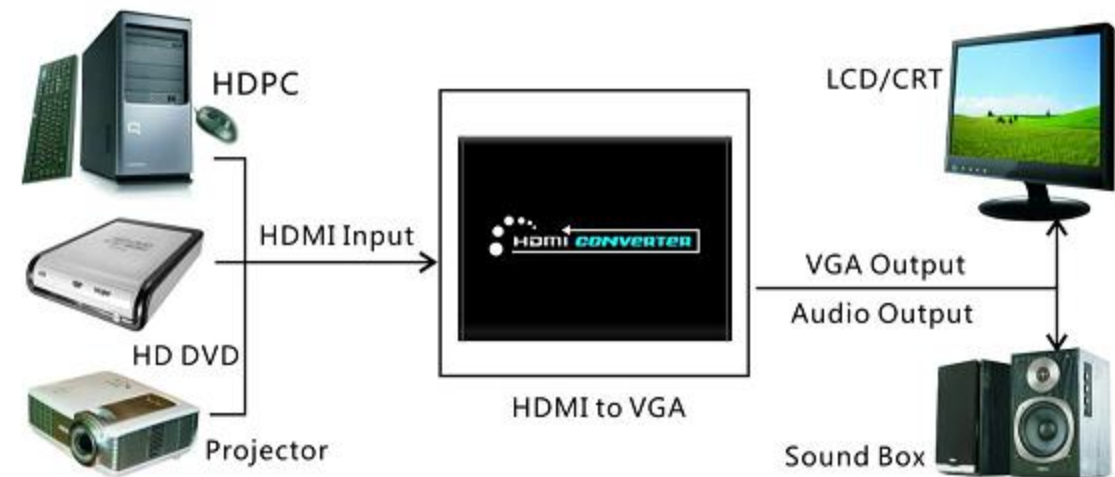 HDPC
LCD/CRT
HDMI Input
HDMI CONVERTER
VGA Output
Audio Output
HD DVD
HDMI to VGA
Projector
Sound Box